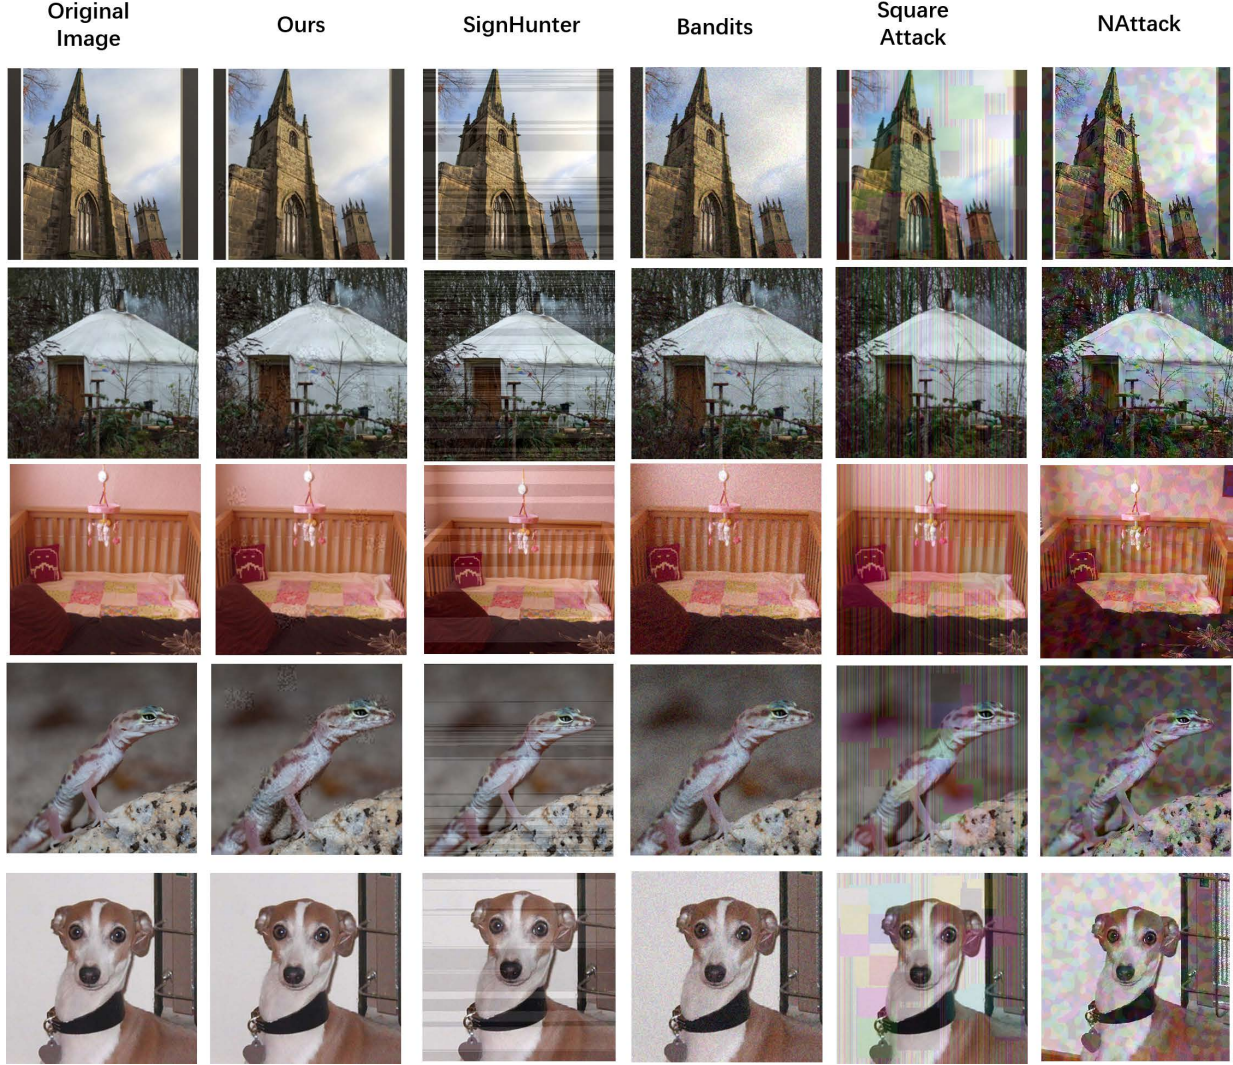 Original
Image
Ours
SignHunter
Bandits
Square
Attack
NAttack